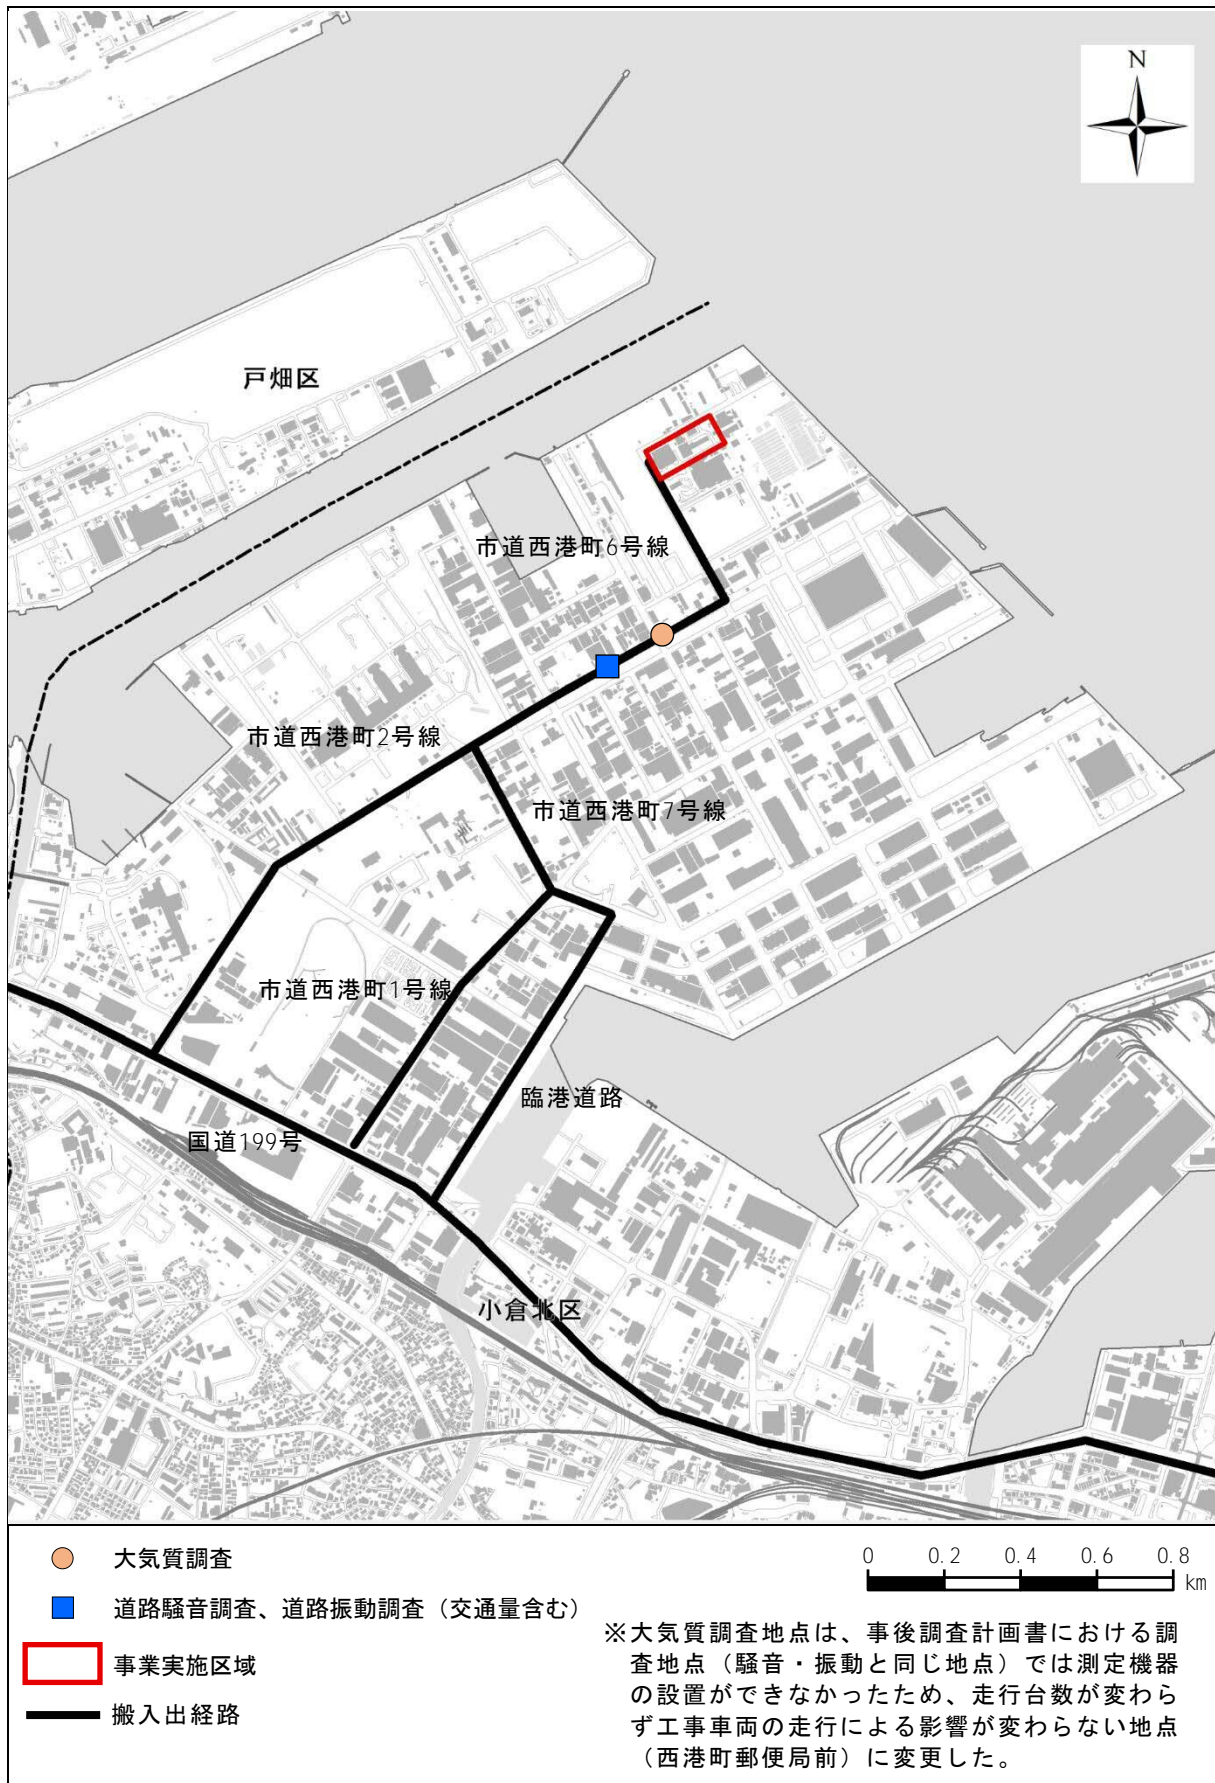 N
戸畑区
市道西港町6号線
市道西港町2号線
市道西港町7号線
市道西港町1号線
臨港道路
国道199号
小倉北区
大気質調査
道路騒音調査、道路振動調査（交通量含む）
事業実施区域
搬入出経路
0 0.2 0.4 0.6 0.8
km
※大気質調査地点は、事後調査計画書における調
査地点（騒音・振動と同じ地点）では測定機器
の設置ができなかったため、走行台数が変わら
ず工事車両の走行による影響が変わらない地点
（西港町郵便局前）に変更した。